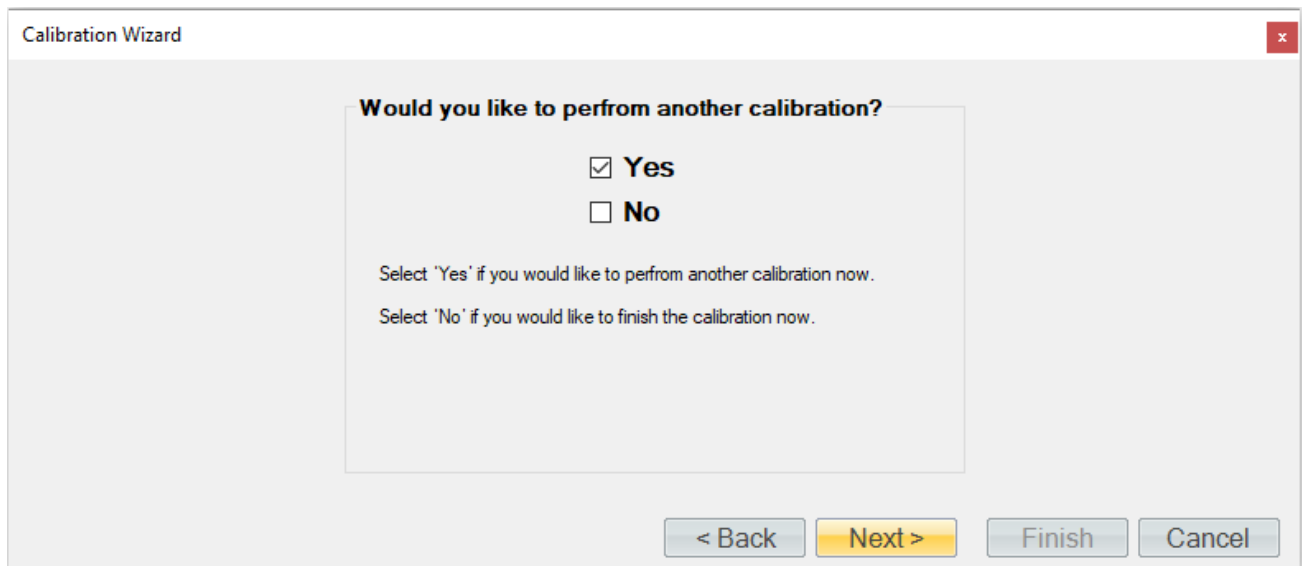 Calibration Wizard
x
Would you like to perfrom another calibration?
Yes
No
Select 'Yes' if you would like to perfrom another calibration now.
Select 'No' if you would like to finish the calibration now.
< Back Next > Finish Cancel